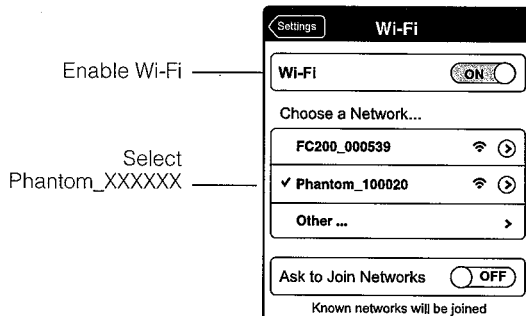 Settings
Wi-Fi
Enable Wi-Fi
Wi-Fi
ON
Choose a Network...
FC200_000539
Select
Phantom_XXXXXX
Phantom_100020
Other ...
Ask to Join Networks
OFF
Known networks will be joined